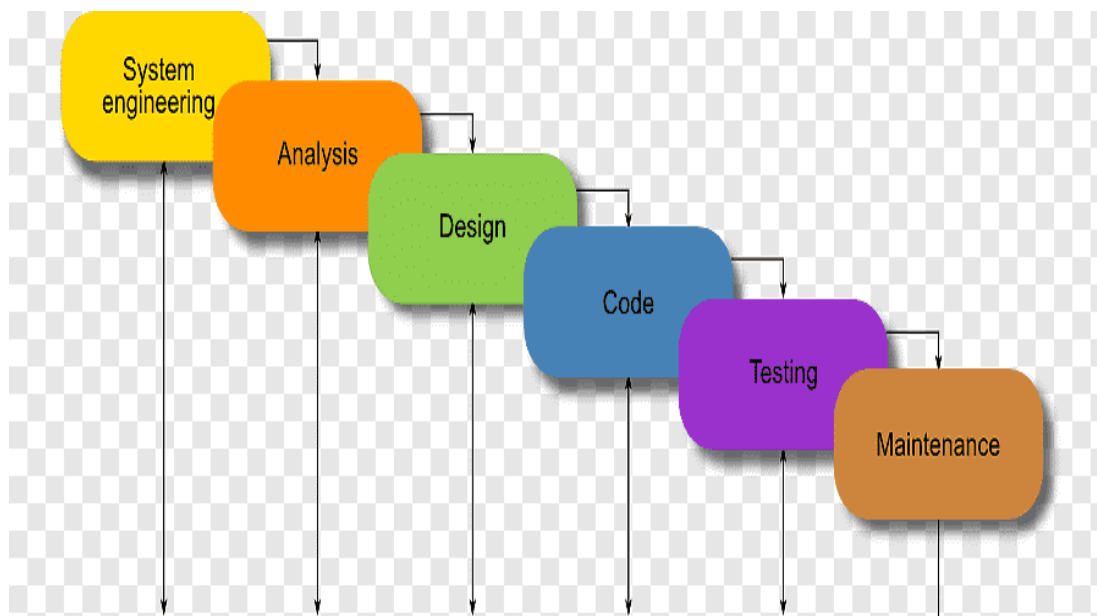 System
engineering
Analysis
Design
Code
Testing
Maintenance